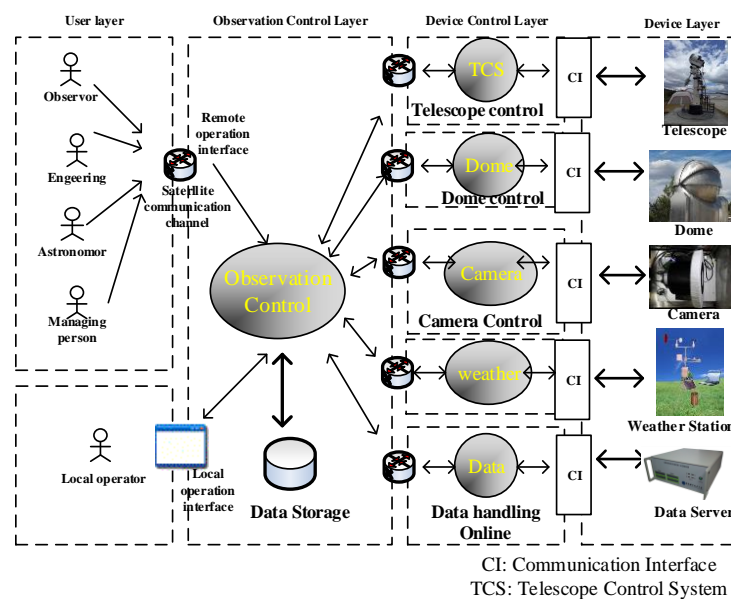 User layer
Observation Control Layer
Device Control Layer
Device Layer
Observor
Engeering
Astronomor
Managing
person
Remote
operation
interface
Satertllite
communication
channel
Observation
Control
Local operator
Local
operation
interface
Data Storage
TCS
Telescope control
Dome
Dome control
Camera
Camera Control
weather
Data
Data handling
Online
CI
CI
CI
CI
CI
Telescope
Dome
Camera
Weather Station
Data Server
CI: Communication Interface
TCS: Telescope Control System